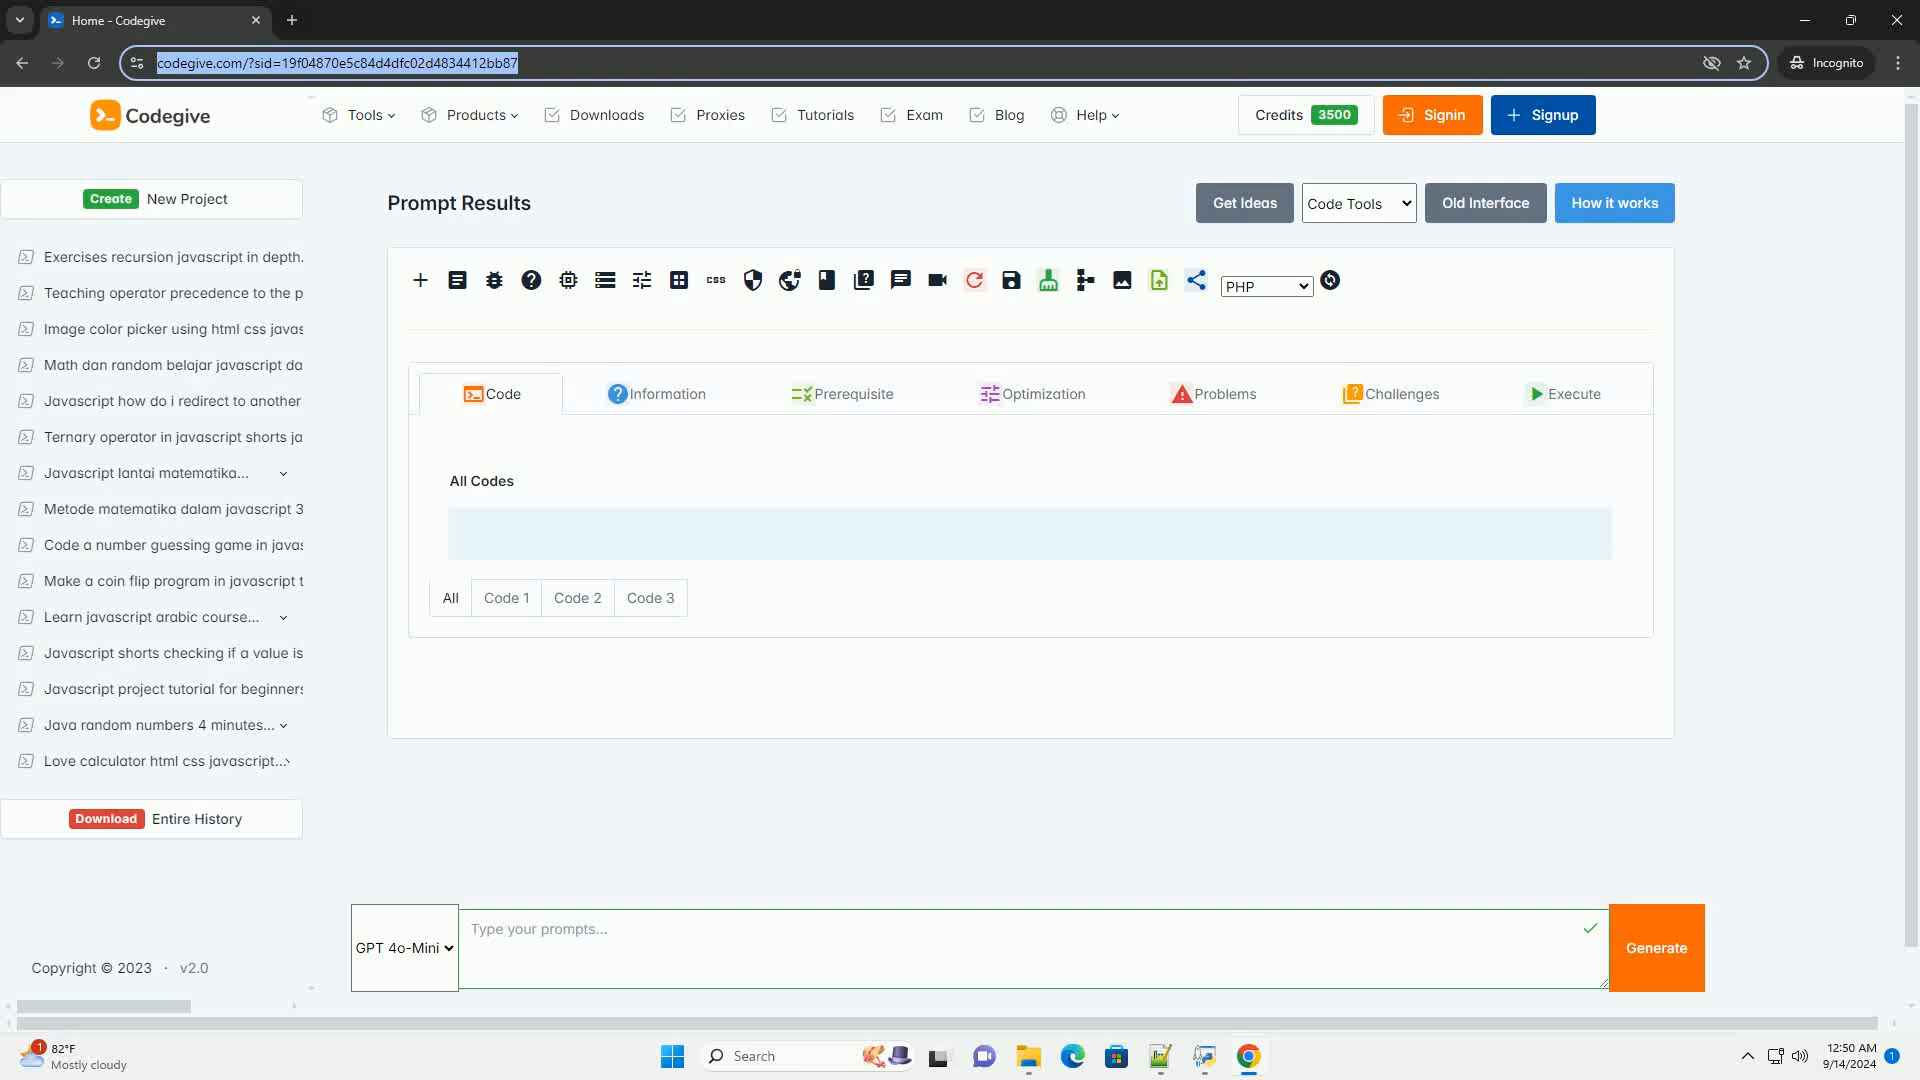 Home - Codegive
codegive.com/?sid=19f04870e5c84d4dfc02d4834412bb87
Incognito
Codegive
Tools
Products
Downloads
Proxies
Tutorials
Exam
Blog
Help
Credits 3500
Signin
Signup
Create New Project
Exercises recursion javascript in depth.
Teaching operator precedence to the p
Image color picker using html css javas
Math dan random belajar javascript da
Javascript how do i redirect to another
Ternary operator in javascript shorts ja
Javascript lantai matematika...
Metode matematika dalam javascript 3
Code a number guessing game in javas
Make a coin flip program in javascript t
Learn javascript arabic course...
Javascript shorts checking if a value is
Javascript project tutorial for beginners
Java random numbers 4 minutes...
Love calculator html css javascript...
Download Entire History
Copyright © 2023 · v2.0
Prompt Results
Get Ideas
Code Tools
Old Interface
How it works
css
PHP
Code
Information
Prerequisite
Optimization
Problems
Challenges
Execute
All Codes
All
Code 1
Code 2
Code 3
GPT 4o-Mini
Type your prompts...
Generate
1
82°F
Mostly cloudy
Search
12:50 AM
9/14/2024
1